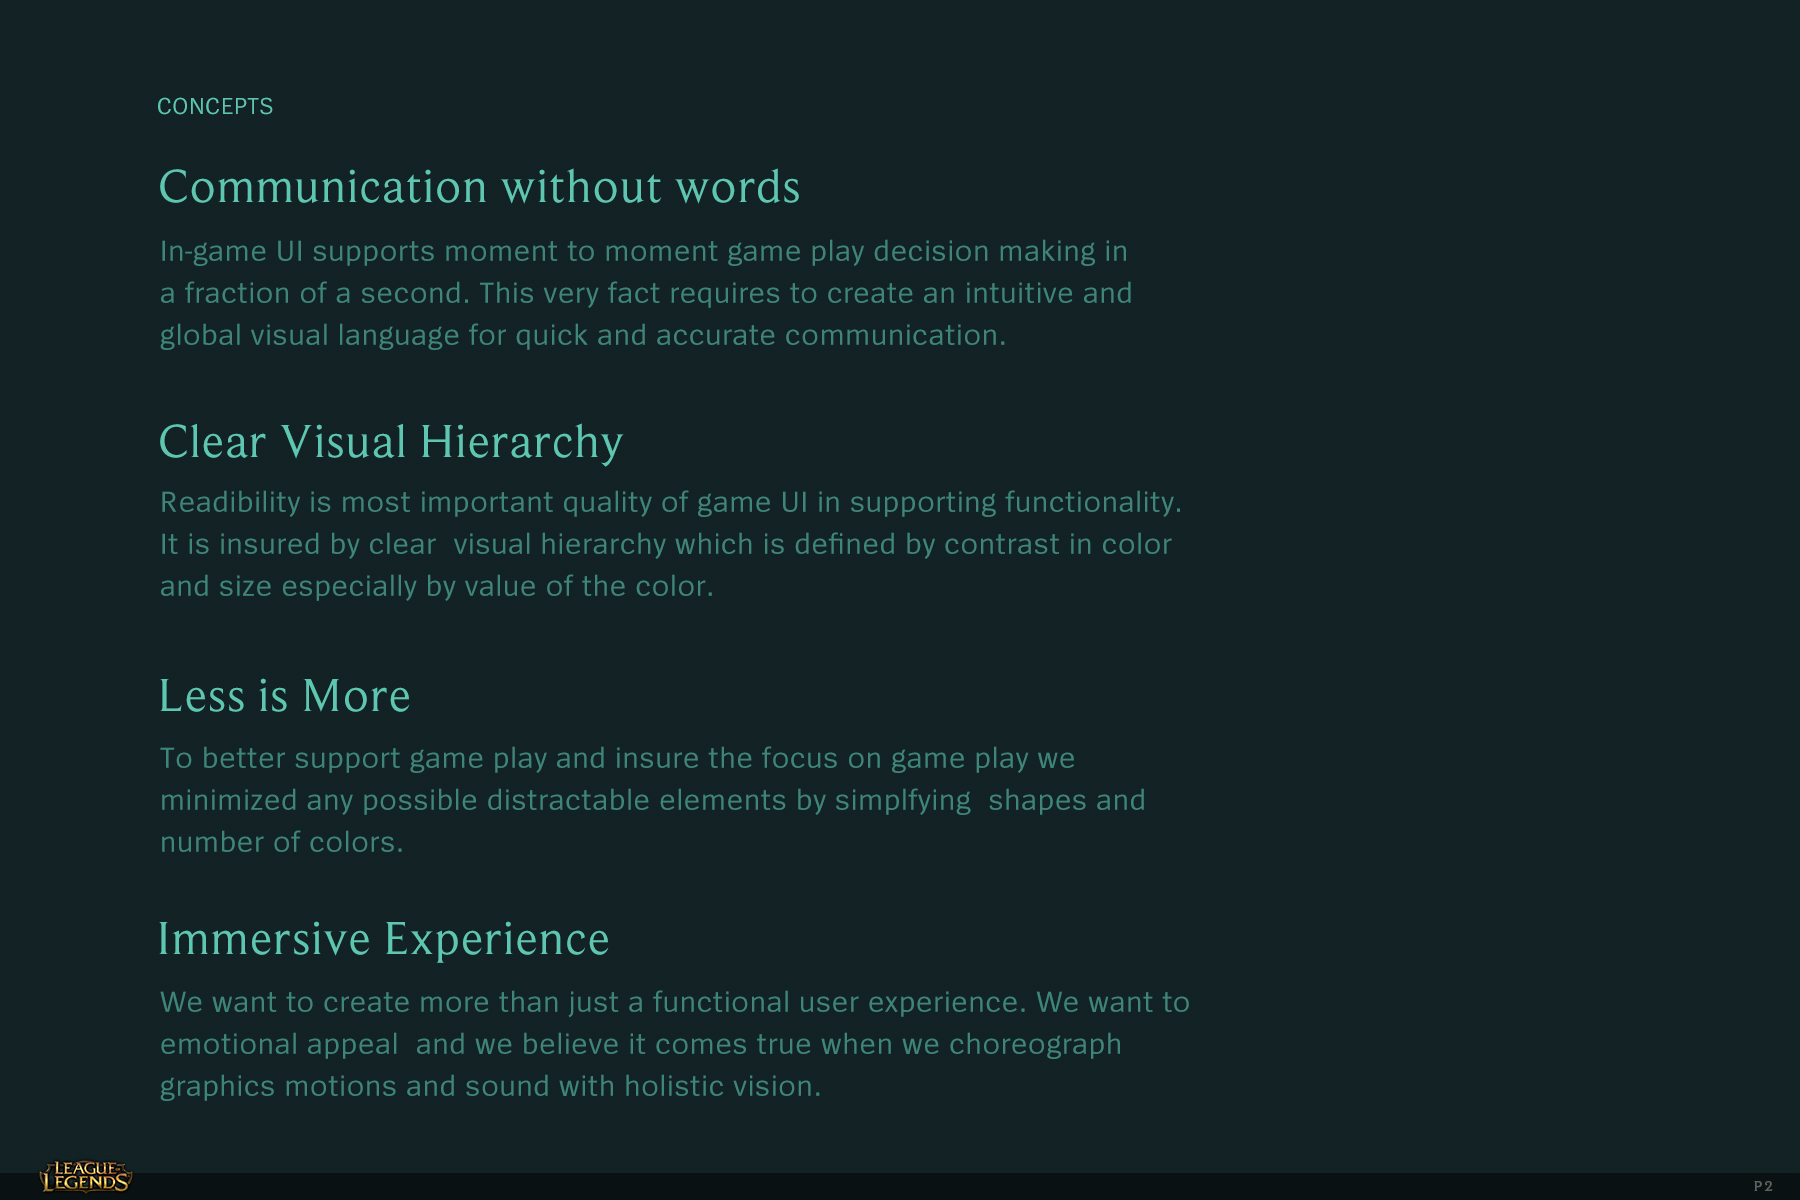 CONCEPTS
Communication without words
In-game UI supports moment to moment game play decision making in
a fraction of a second. This very fact requires to create an intuitive and
global visual language for quick and accurate communication.
Clear Visual Hierarchy
Readibility is most important quality of game UI in supporting functionality.
It is insured by clear  visual hierarchy which is defined by contrast in color
and size especially by value of the color.
Less is More
To better support game play and insure the focus on game play we
minimized any possible distractable elements by simplfying  shapes and
number of colors.
Immersive Experience
We want to create more than just a functional user experience. We want to
emotional appeal  and we believe it comes true when we choreograph
graphics motions and sound with holistic vision.
LEAGUE OF
LEGENDS
P2